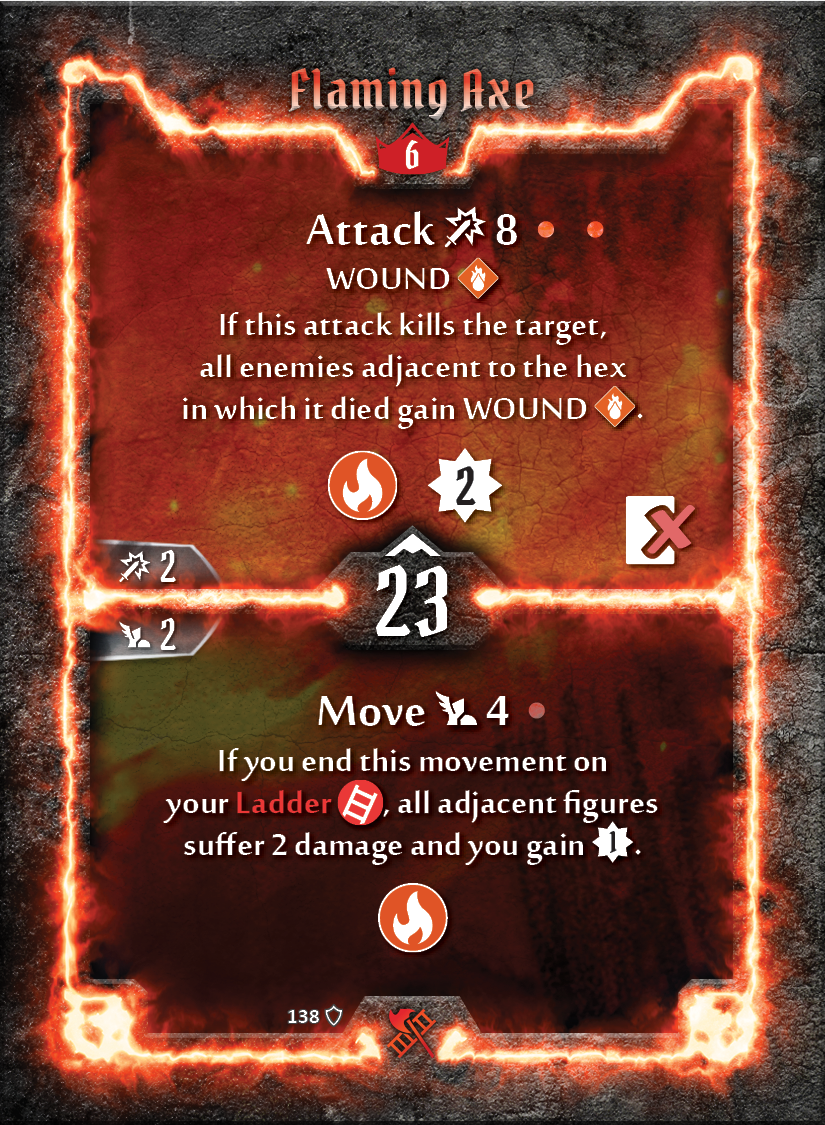 Flaming Axe
6
Attack 8
WOUND
If this attack kills the target,
all enemies adjacent to the hex
in which it died gain WOUND .
2
2
23
2
Move 4
If you end this movement on
your Ladder , all adjacent figures
suffer 2 damage and you gain 1 .
138